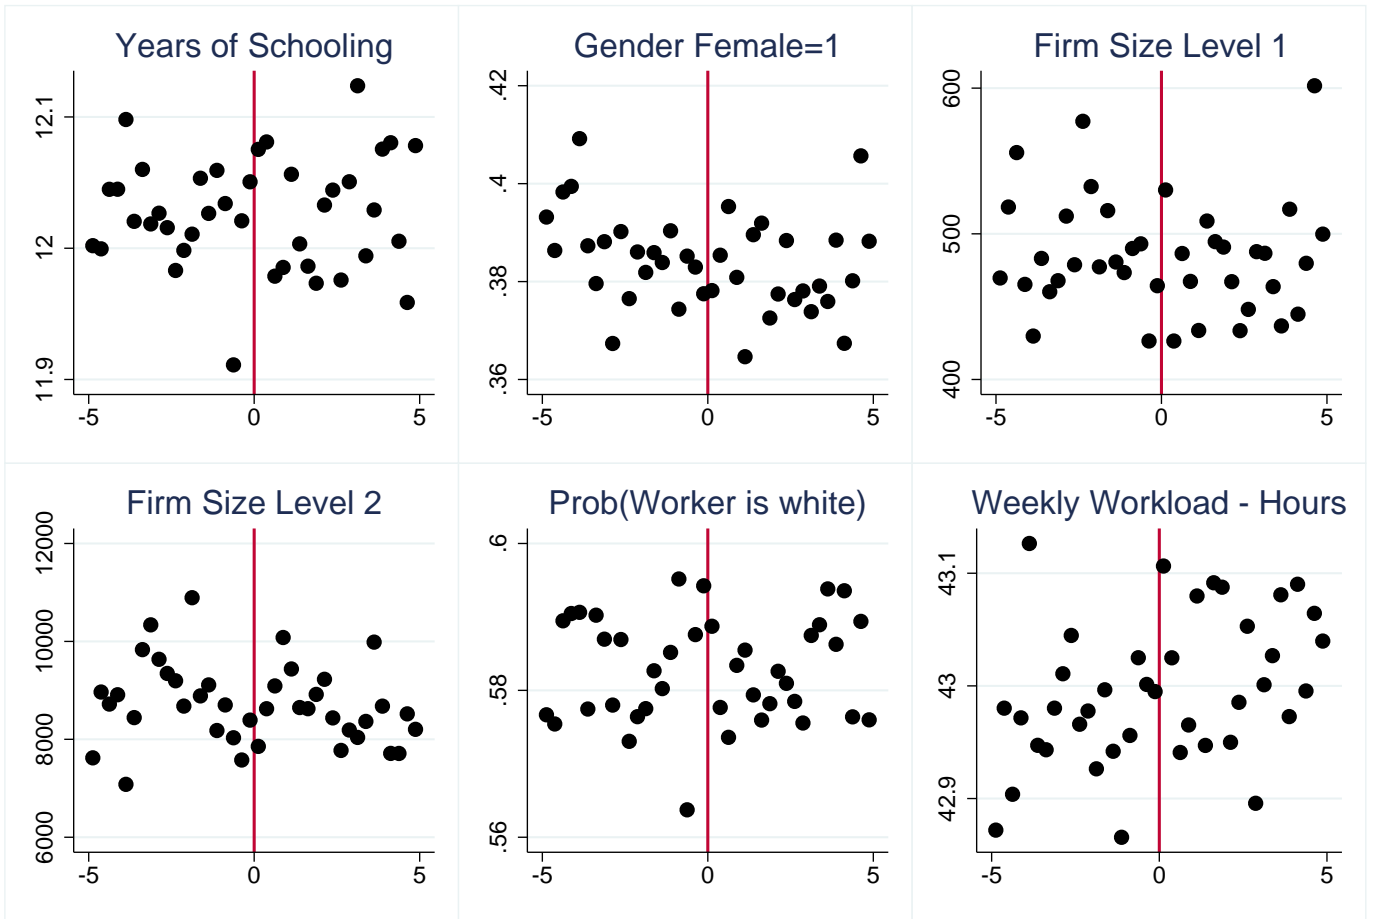 Years of Schooling
12.1
12
11.9
-5 0 5
Gender Female=1
.42
.4
.38
.36
-5 0 5
Firm Size Level 1
600
500
400
-5 0 5
Firm Size Level 2
12000
10000
8000
6000
-5 0 5
Prob(Worker is white)
.6
.58
.56
-5 0 5
Weekly Workload - Hours
43.1
43
42.9
-5 0 5